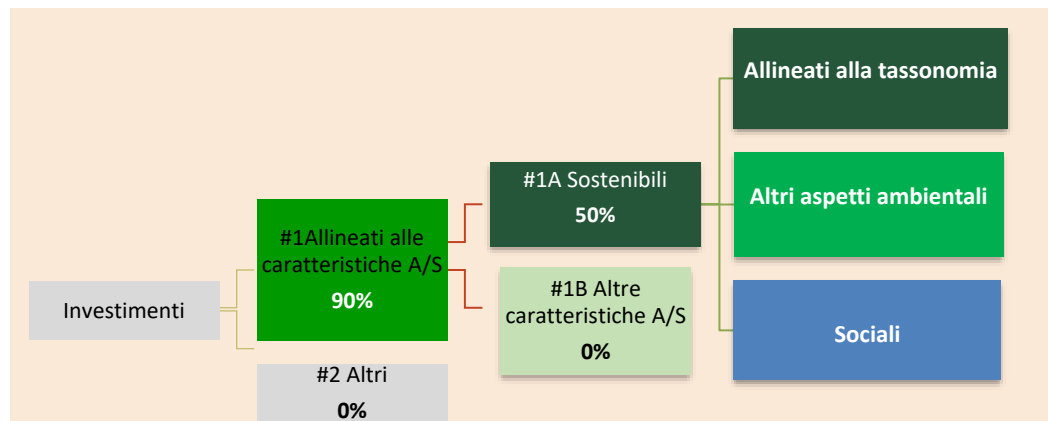 Investimenti
#1Allineati alle
caratteristiche A/S
90%
#2 Altri
0%
#1A Sostenibili
50%
#1B Altre
caratteristiche A/S
0%
Allineati alla tassonomia
Altri aspetti ambientali
Sociali